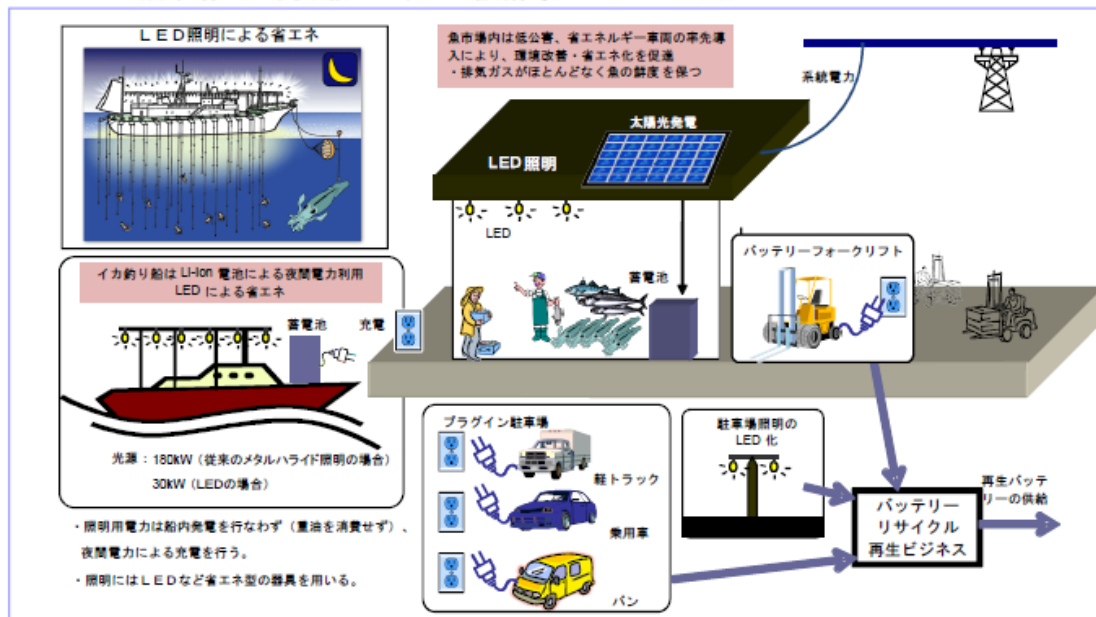 LED照明による省エネ
魚市場内は低公害、省エネルギー車両の率先導
入により、環境改善・省エネ化を促進
・排気ガスがほとんどなく魚の鮮度を保つ
系統電力
太陽光発電
LED照明
LED
蓄電池
バッテリーフォークリフト
イカ釣り船は Li-Ion 電池による夜間電力利用
LED による省エネ
蓄電池
充電
光源：180kW（従来のメタルハライド照明の場合）
30kW（LEDの場合）
・照明用電力は船内発電を行なわず（重油を消費せず）、
夜間電力による充電を行う。
・照明にはＬＥＤなど省エネ型の器具を用いる。
プラグイン駐車場
軽トラック
乗用車
バン
駐車場照明の
LED 化
バッテリー
リサイクル
再生ビジネス
再生バッテ
リーの供給